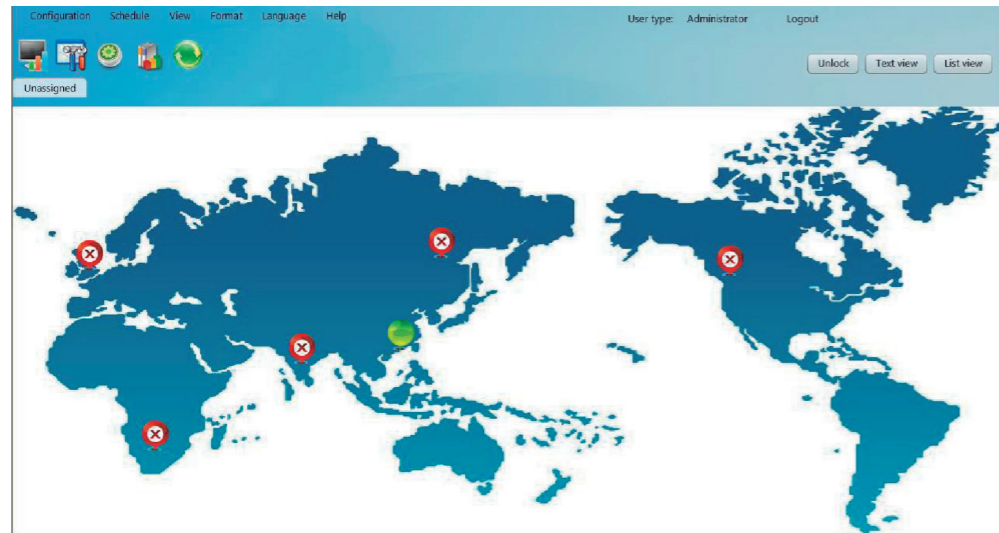 Configuration Schedule View Format Language Help
User type: Administrator Logout
Unlock Text view List view
Unassigned